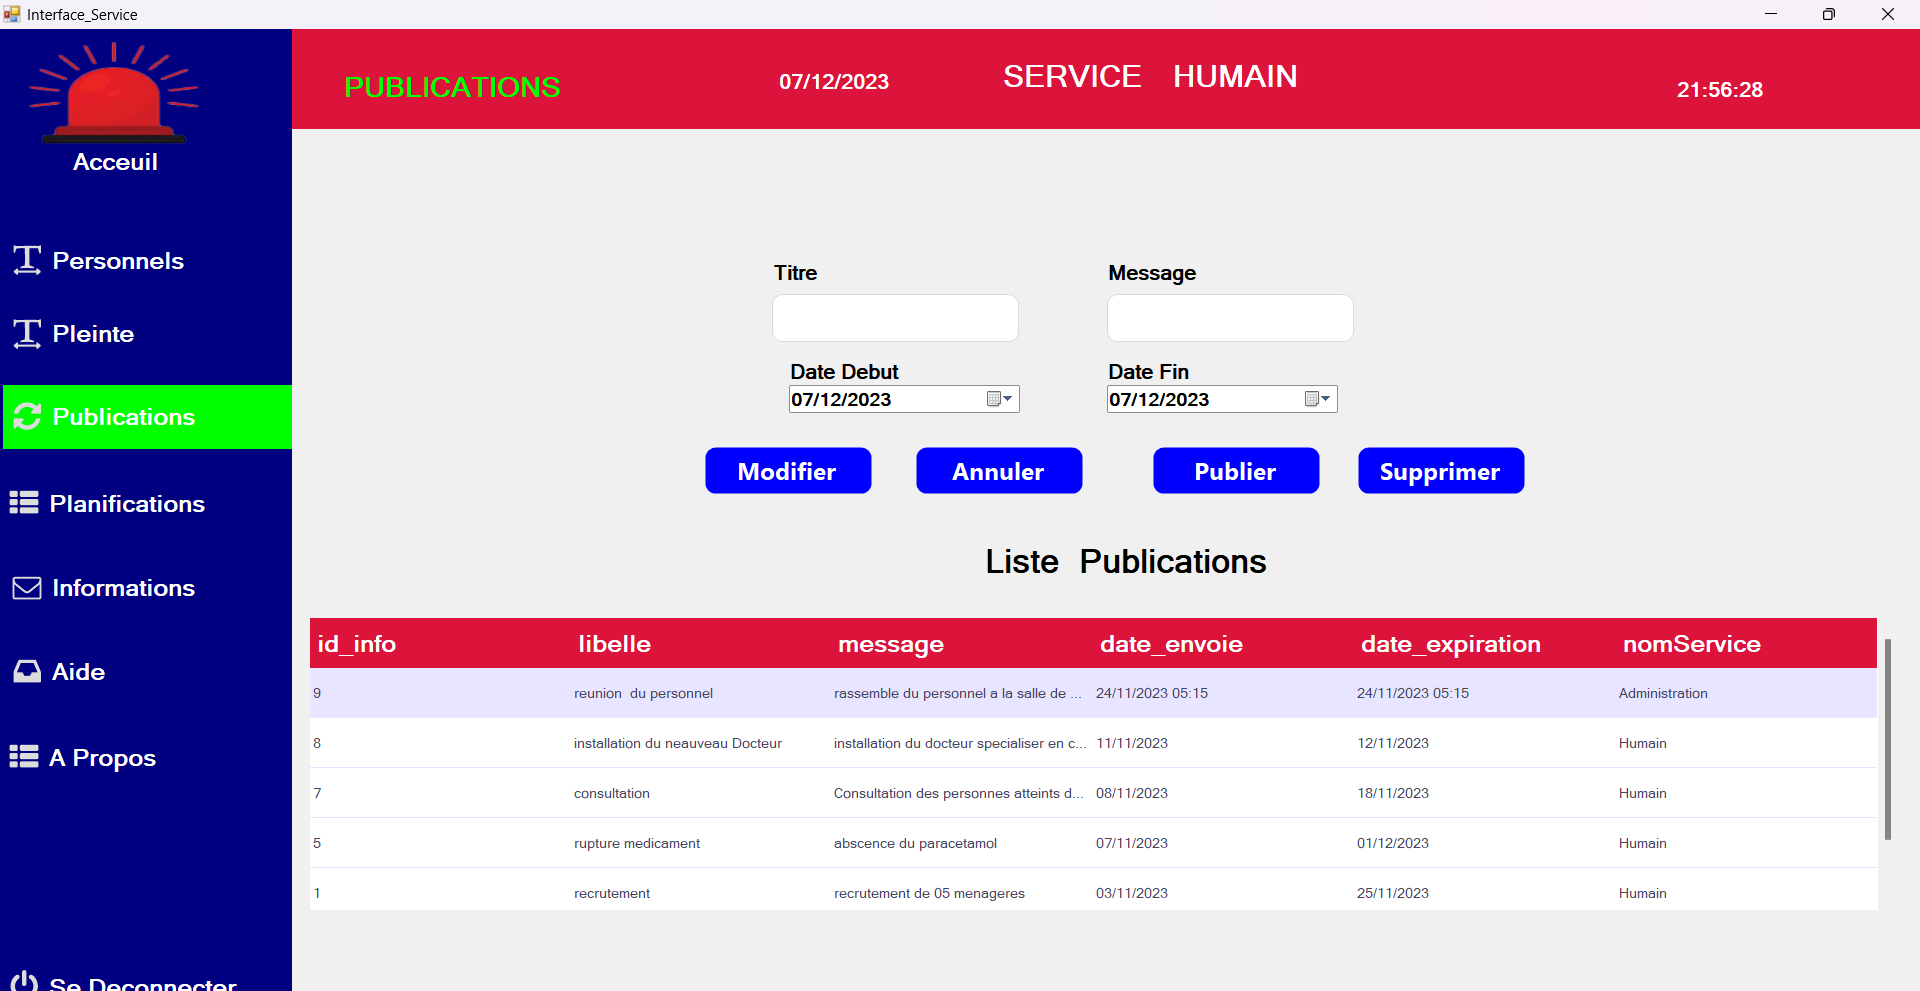 Interface_Service
Acceuil
Personnels
Pleinte
Publications
Planifications
Informations
Aide
A Propos
Se Deconnecter
PUBLICATIONS
07/12/2023
SERVICE HUMAIN
21:56:28
Titre
Message
Date Debut
Date Fin
07/12/2023
07/12/2023
Modifier
Annuler
Publier
Supprimer
Liste Publications
id_info libelle message date_envoie date_expiration nomService
9 reunion du personnel rassemble du personnel a la salle de ... 24/11/2023 05:15 24/11/2023 05:15 Administration
8 installation du neauveau Docteur installation du docteur specialiser en c... 11/11/2023 12/11/2023 Humain
7 consultation Consultation des personnes atteints d... 08/11/2023 18/11/2023 Humain
5 rupture medicament abscence du paracetamol 07/11/2023 01/12/2023 Humain
1 recrutement recrutement de 05 menageres 03/11/2023 25/11/2023 Humain